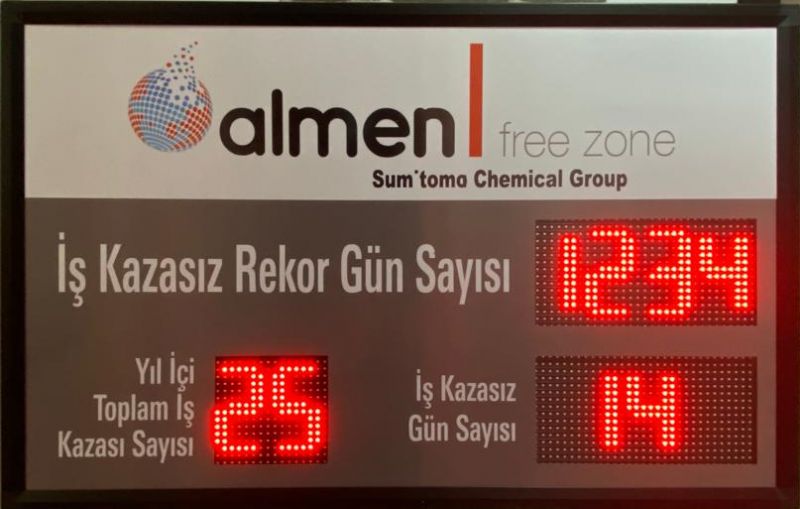 almen
free zone
Sum˙toma Chemical Group
İş Kazasız Rekor Gün Sayısı 1234
Yıl İçi
Toplam İş
Kazası Sayısı
25
İş Kazasız
Gün Sayısı
14